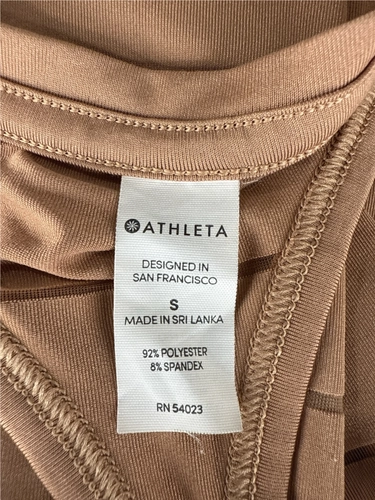 ATHLETA
DESIGNED IN
SAN FRANCISCO
S
MADE IN SRI LANKA
92% POLYESTER
8% SPANDEX
RN 54023